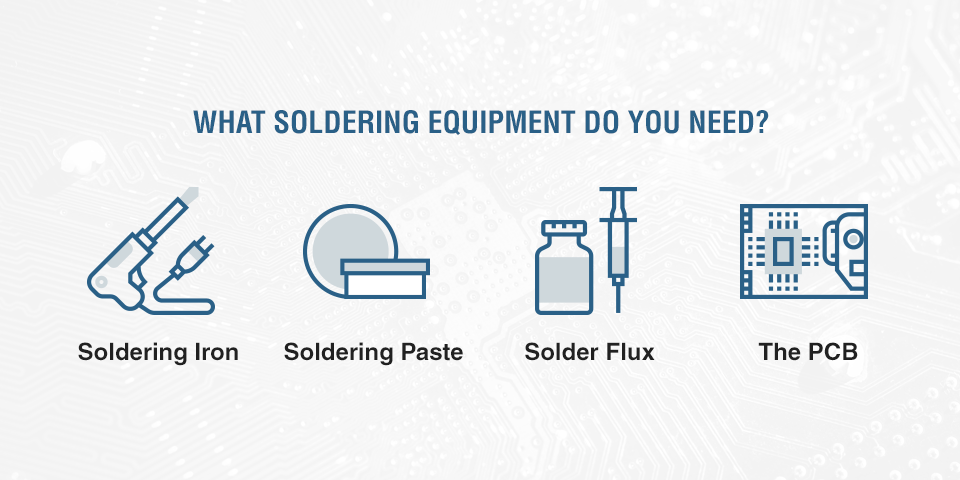 WHAT SOLDERING EQUIPMENT DO YOU NEED?
Soldering Iron
Soldering Paste
Solder Flux
The PCB